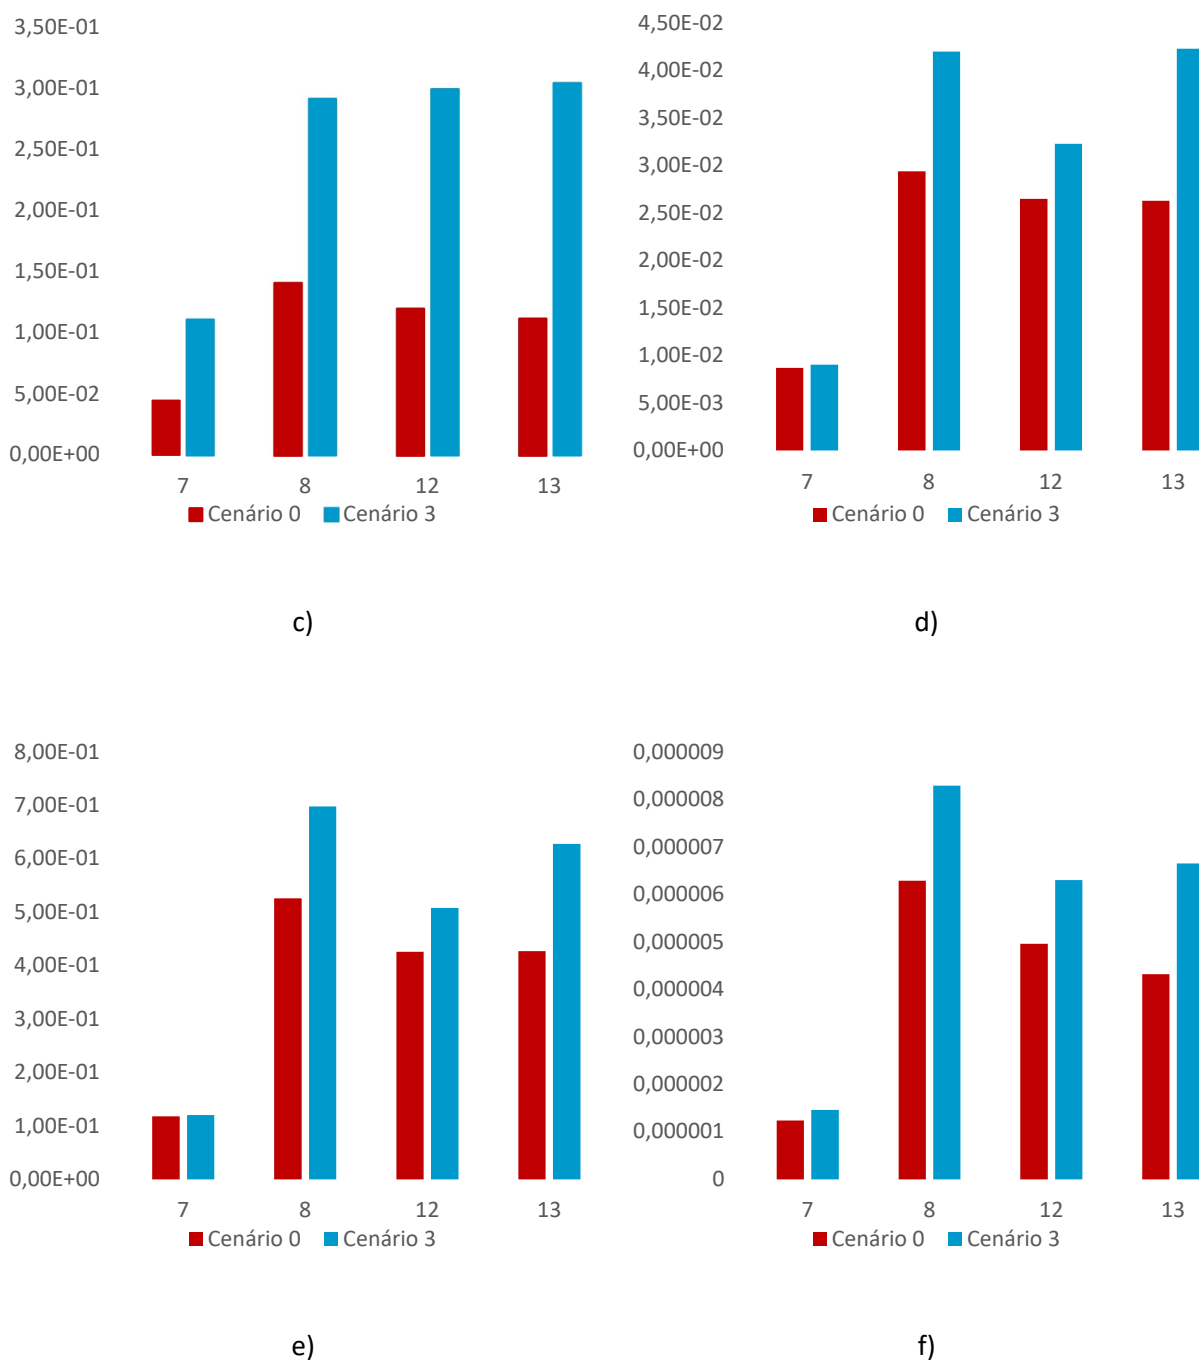 3,50E-01
3,00E-01
2,50E-01
2,00E-01
1,50E-01
1,00E-01
5,00E-02
0,00E+00
7 8 12 13
Cenário 0 Cenário 3
c)
4,50E-02
4,00E-02
3,50E-02
3,00E-02
2,50E-02
2,00E-02
1,50E-02
1,00E-02
5,00E-03
0,00E+00
7 8 12 13
Cenário 0 Cenário 3
d)
8,00E-01
7,00E-01
6,00E-01
5,00E-01
4,00E-01
3,00E-01
2,00E-01
1,00E-01
0,00E+00
7 8 12 13
Cenário 0 Cenário 3
e)
0,000009
0,000008
0,000007
0,000006
0,000005
0,000004
0,000003
0,000002
0,000001
0
7 8 12 13
Cenário 0 Cenário 3
f)